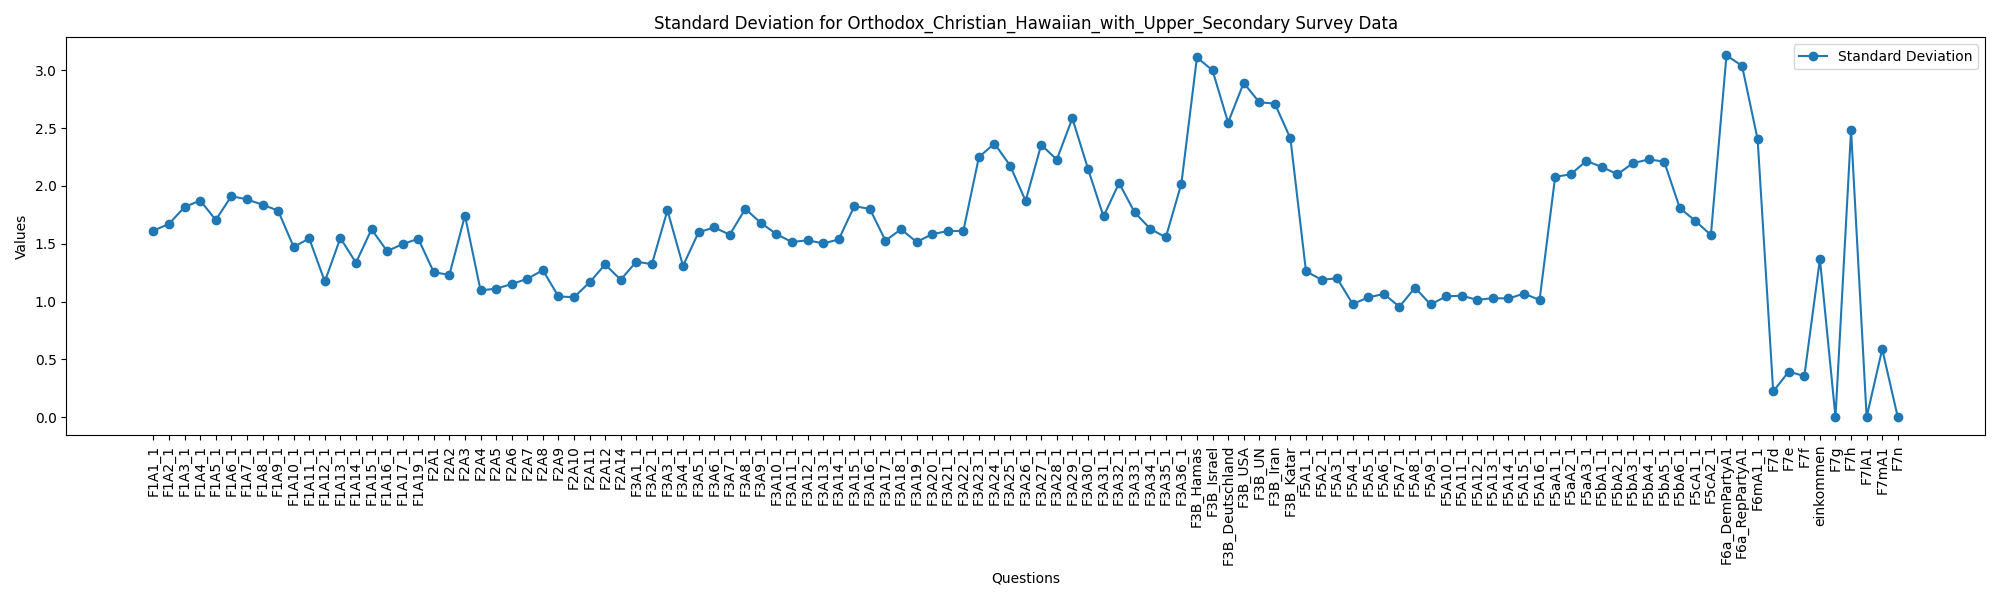 Standard Deviation for Orthodox_Christian_Hawaiian_with_Upper_Secondary Survey Data
Standard Deviation
Values
3.0
2.5
2.0
1.5
1.0
0.5
0.0
F1A1_1
F1A2_1
F1A3_1
F1A4_1
F1A5_1
F1A6_1
F1A7_1
F1A8_1
F1A9_1
F1A10_1
F1A11_1
F1A12_1
F1A13_1
F1A14_1
F1A15_1
F1A16_1
F1A17_1
F1A19_1
F2A1
F2A2
F2A3
F2A4
F2A5
F2A6
F2A7
F2A8
F2A9
F2A10
F2A11
F2A12
F2A14
F3A1_1
F3A2_1
F3A3_1
F3A4_1
F3A5_1
F3A6_1
F3A7_1
F3A8_1
F3A9_1
F3A10_1
F3A11_1
F3A12_1
F3A13_1
F3A14_1
F3A15_1
F3A16_1
F3A17_1
F3A18_1
F3A19_1
F3A20_1
F3A21_1
F3A22_1
F3A23_1
F3A24_1
F3A25_1
F3A26_1
F3A27_1
F3A28_1
F3A29_1
F3A30_1
F3A31_1
F3A32_1
F3A33_1
F3A34_1
F3A35_1
F3A36_1
F3B_Hamas
F3B_Israel
F3B_Deutschland
F3B_USA
F3B_UN
F3B_Iran
F3B_Katar
F5A1_1
F5A2_1
F5A3_1
F5A4_1
F5A5_1
F5A6_1
F5A7_1
F5A8_1
F5A9_1
F5A10_1
F5A11_1
F5A12_1
F5A13_1
F5A14_1
F5A15_1
F5A16_1
F5aA1_1
F5aA2_1
F5aA3_1
F5bA1_1
F5bA2_1
F5bA3_1
F5bA4_1
F5bA5_1
F5bA6_1
F5cA1_1
F5cA2_1
F6a_DemPartyA1
F6a_RepPartyA1
F6mA1_1
F7d
F7e
F7f
einkommen
F7g
F7h
F7lA1
F7mA1
F7n
Questions